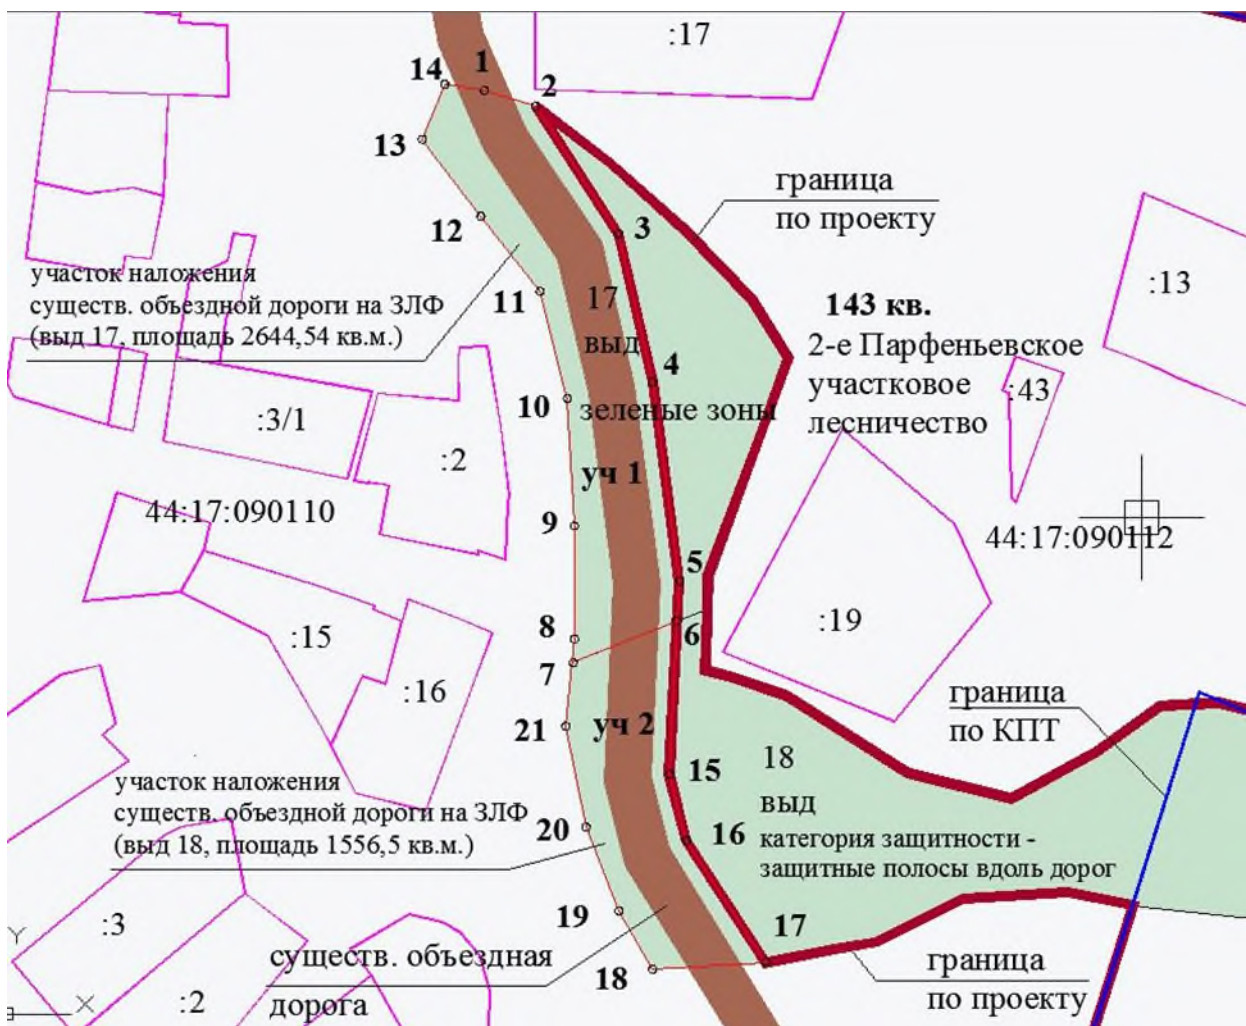 :17
14
1
2
13
граница
по проекту
12
3
участок наложения
существ. объездной дороги на ЗЛФ
(выд 17, площадь 2644,54 кв.м.)
11
17
выд
143 кв.
2-е Парфеньевское
участковое
лесничество
:13
:43
4
10
зеленые зоны
:3/1
:2
уч 1
44:17:090110
9
44:17:090112
5
:15
8
6
:19
7
:16
граница
по КПТ
21
уч 2
15
18
выд
категория защитности -
защитные полосы вдоль дорог
участок наложения
существ. объездной дороги на ЗЛФ
(выд 18, площадь 1556,5 кв.м.)
20
16
19
:3
17
существ. объездная
дорога
18
граница
по проекту
Y
X
:2